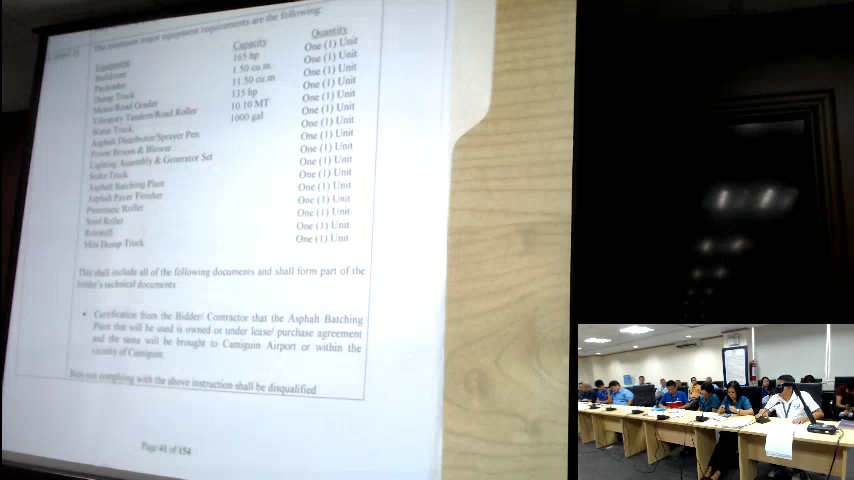 The minimum major equipment requirements are the following:
Equipment Capacity Quantity
Bulldozer 165 hp One (1) Unit
Payloader 1.50 cu.m One (1) Unit
Dump Truck 11.50 cu.m One (1) Unit
Motor/Road Grader 135 hp One (1) Unit
Vibratory Tandem/Road Roller 10.10 MT One (1) Unit
Water Truck 1000 gal One (1) Unit
Asphalt Distributor/Sprayer Pen One (1) Unit
Power Broom & Blower One (1) Unit
Lighting Assembly & Generator Set One (1) Unit
Stake Truck One (1) Unit
Asphalt Batching Plant One (1) Unit
Asphalt Paver Finisher One (1) Unit
Pneumatic Roller One (1) Unit
Steel Roller One (1) Unit
Rotomill One (1) Unit
Mini Dump Truck One (1) Unit
This shall include all of the following documents and shall form part of the
bidder's technical documents
• Certification from the Bidder/ Contractor that the Asphalt Batching
Plant that will be used is owned or under lease/ purchase agreement
and the same will be brought to Camiguin Airport or within the
vicinity of Camiguin.
Bids not complying with the above instruction shall be disqualified
Page 41 of 154